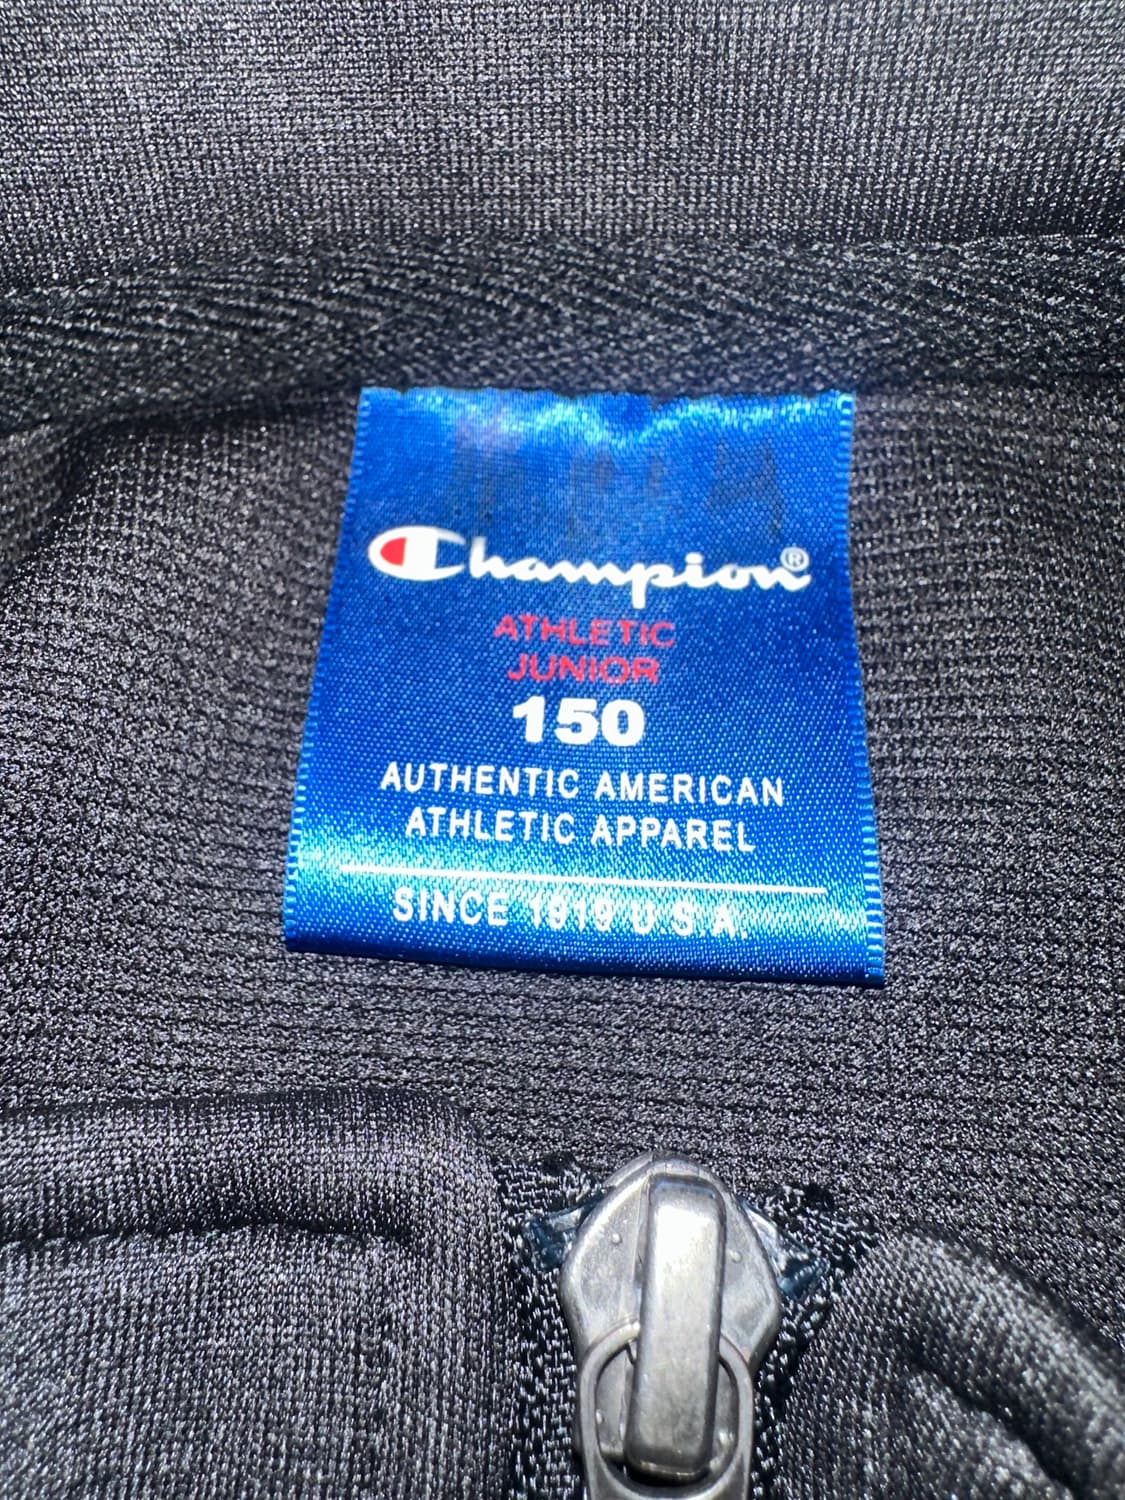 Champion®
ATHLETIC
JUNIOR
150
AUTHENTIC AMERICAN
ATHLETIC APPAREL
SINCE 1919 U.S.A.